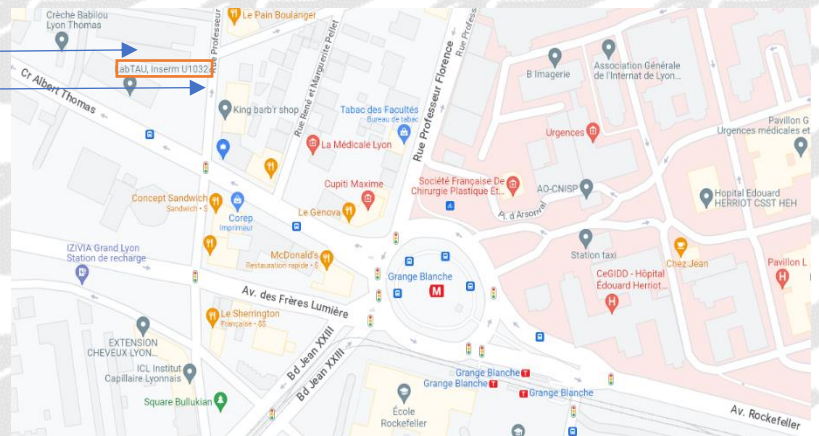 Crèche Babilou
Lyon Thomas
Le Pain Boulanger
LabTAU, Inserm U1032
Cr Albert Thomas
Rue Professeur
Rue René et Marguerite Pellet
Rue Professeur Florence
Rue Profess
King barb'r shop
Tabac des Facultés
Bureau de tabac
La Médicale Lyon
Cupiti Maxime
Le Genova
Concept Sandwich
Sandwich • $
Corep
Imprimeur
McDonald's
Restauration rapide • $
IZIVIA Grand Lyon
Station de recharge
Av. des Frères Lumière
Le Sherrington
Française • $$
EXTENSION
CHEVEUX LYON...
ICL Institut
Capillaire Lyonnais
Square Bullukian
Bd Jean XXIII
Bd Jean XXIII
Grange Blanche
M
B Imagerie
Association Générale
de l'Internat de Lyon...
Urgences
Pavillon G
Urgences médicales et
Société Française De
Chirurgie Plastique Et...
AO-CNISP
Pl. d'Arsonval
Hopital Edouard
HERRIOT CSST HEH
Station taxi
Chez Jean
Pavillon L
H
CeGIDD - Hôpital
Édouard Herriot...
H
Grange Blanche T
Grange Blanche T
T Grange Blanche
École
Rockefeller
Av. Rockefeller